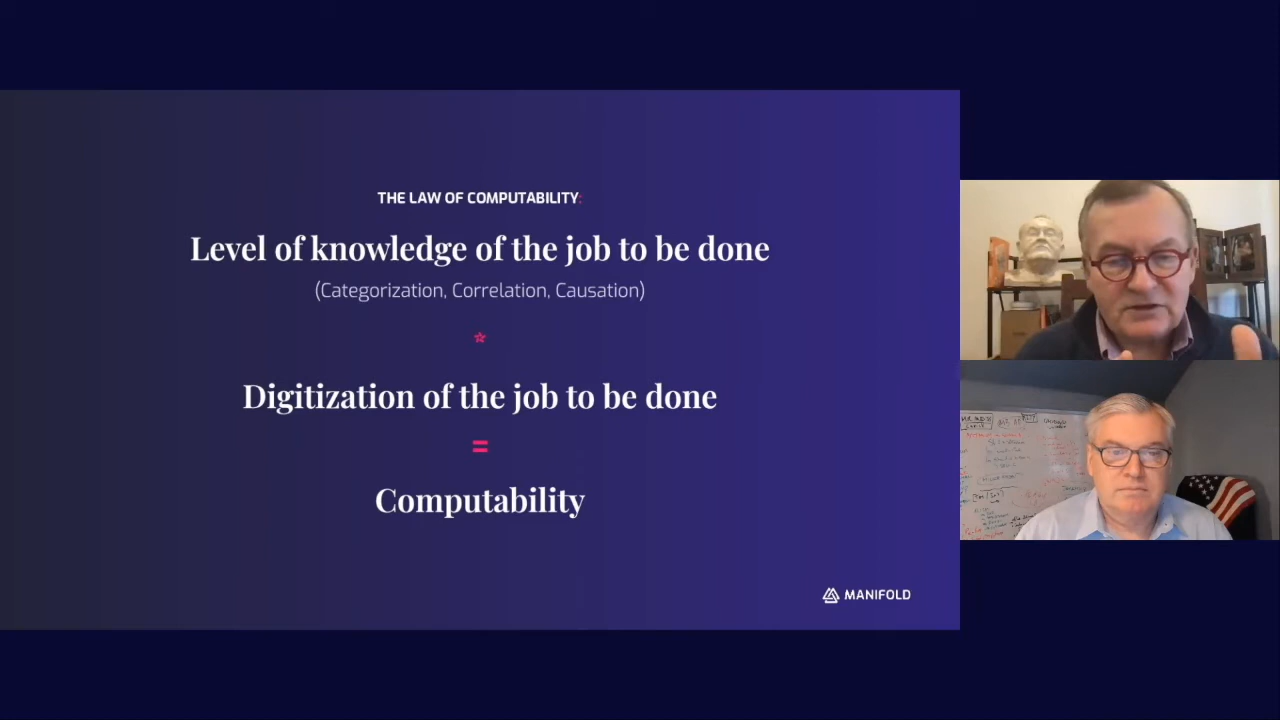 THE LAW OF COMPUTABILITY:
Level of knowledge of the job to be done
(Categorization, Correlation, Causation)
*
Digitization of the job to be done
=
Computability
MANIFOLD